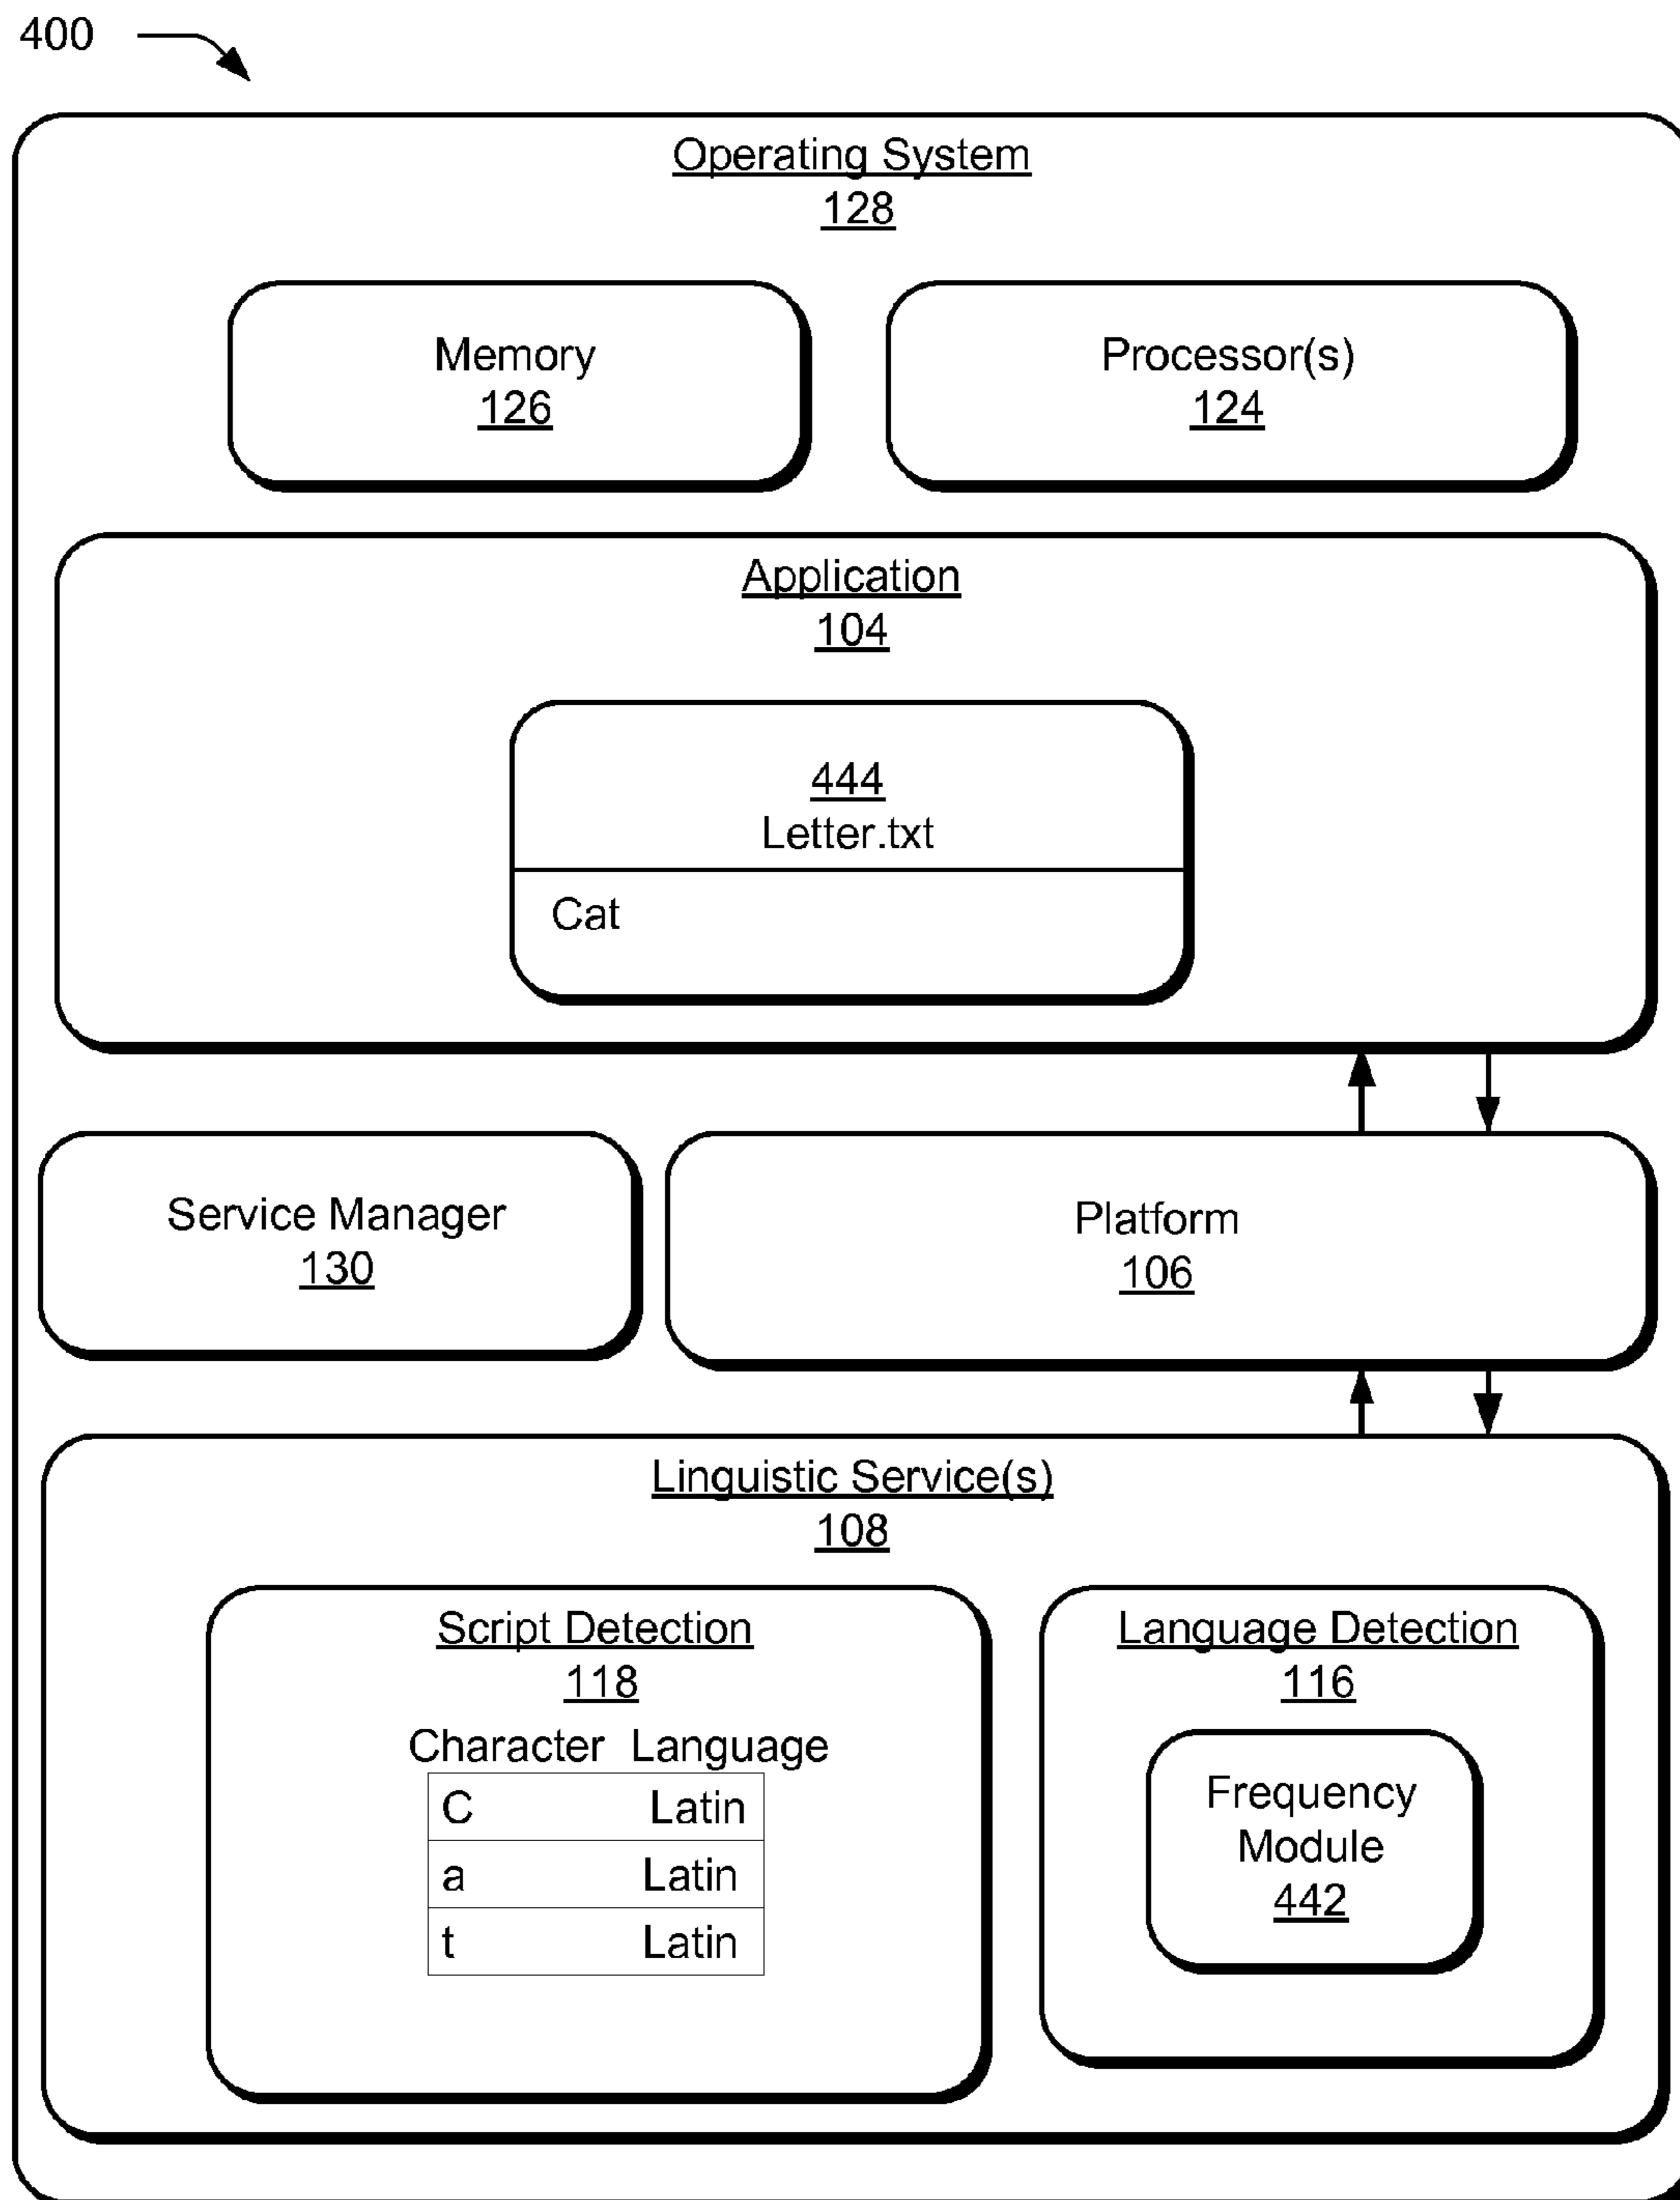 400
Operating System
128
Memory
126
Processor(s)
124
Application
104
444
Letter.txt
Cat
Service Manager
130
Platform
106
Linguistic Service(s)
108
Script Detection
118
Character Language
C Latin
a Latin
t Latin
Language Detection
116
Frequency
Module
442